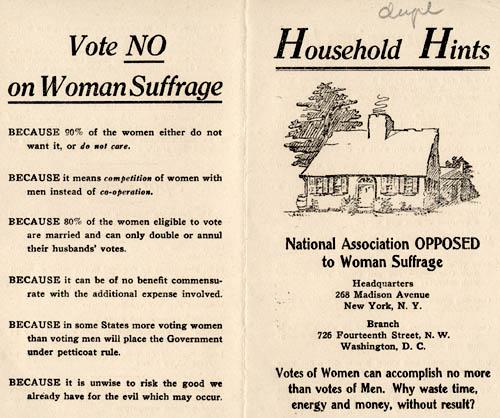 Vote NO
on Woman Suffrage
BECAUSE 90% of the women either do not
want it, or do not care.
BECAUSE it means competition of women with
men instead of co-operation.
BECAUSE 80% of the women eligible to vote
are married and can only double or annul
their husbands' votes.
BECAUSE it can be of no benefit commensu-
rate with the additional expense involved.
BECAUSE in some States more voting women
than voting men will place the Government
under petticoat rule.
BECAUSE it is unwise to risk the good we
already have for the evil which may occur.
dupl
Household Hints
National Association OPPOSED
to Woman Suffrage
Headquarters
268 Madison Avenue
New York, N. Y.
Branch
726 Fourteenth Street, N. W.
Washington, D. C.
Votes of Women can accomplish no more
than votes of Men. Why waste time,
energy and money, without result?